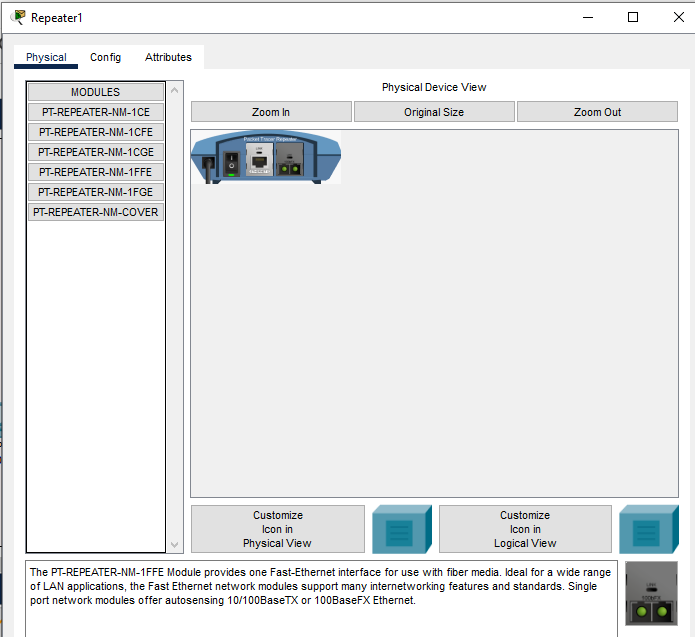 Repeater1
Physical
Config
Attributes
MODULES
PT-REPEATER-NM-1CE
PT-REPEATER-NM-1CFE
PT-REPEATER-NM-1CGE
PT-REPEATER-NM-1FFE
PT-REPEATER-NM-1FGE
PT-REPEATER-NM-COVER
Physical Device View
Zoom In
Original Size
Zoom Out
Packet Tracer Repeater
LINK
ETHERNET
Customize
Icon in
Physical View
Customize
Icon in
Logical View
The PT-REPEATER-NM-1FFE Module provides one Fast-Ethernet interface for use with fiber media. Ideal for a wide range
of LAN applications, the Fast Ethernet network modules support many internetworking features and standards. Single
port network modules offer autosensing 10/100BaseTX or 100BaseFX Ethernet.
LINK
100bFX